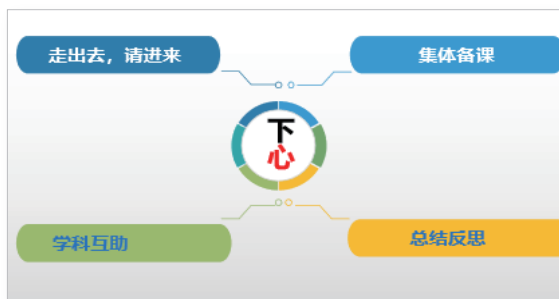 走出去，请进来
集体备课
下
心
学科互助
总结反思